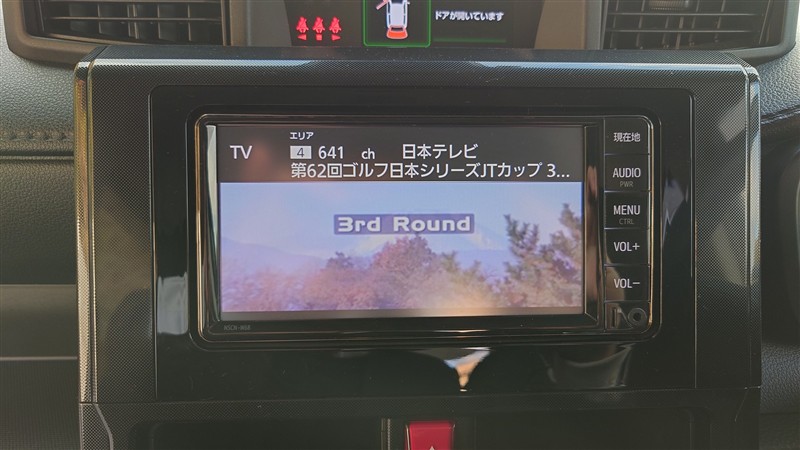 ドアが開いています
エリア
TV 4 641 ch 日本テレビ
第62回ゴルフ日本シリーズJTカップ 3...
3rd Round
現在地
AUDIO
PWR
MENU
CTRL
VOL+
VOL-